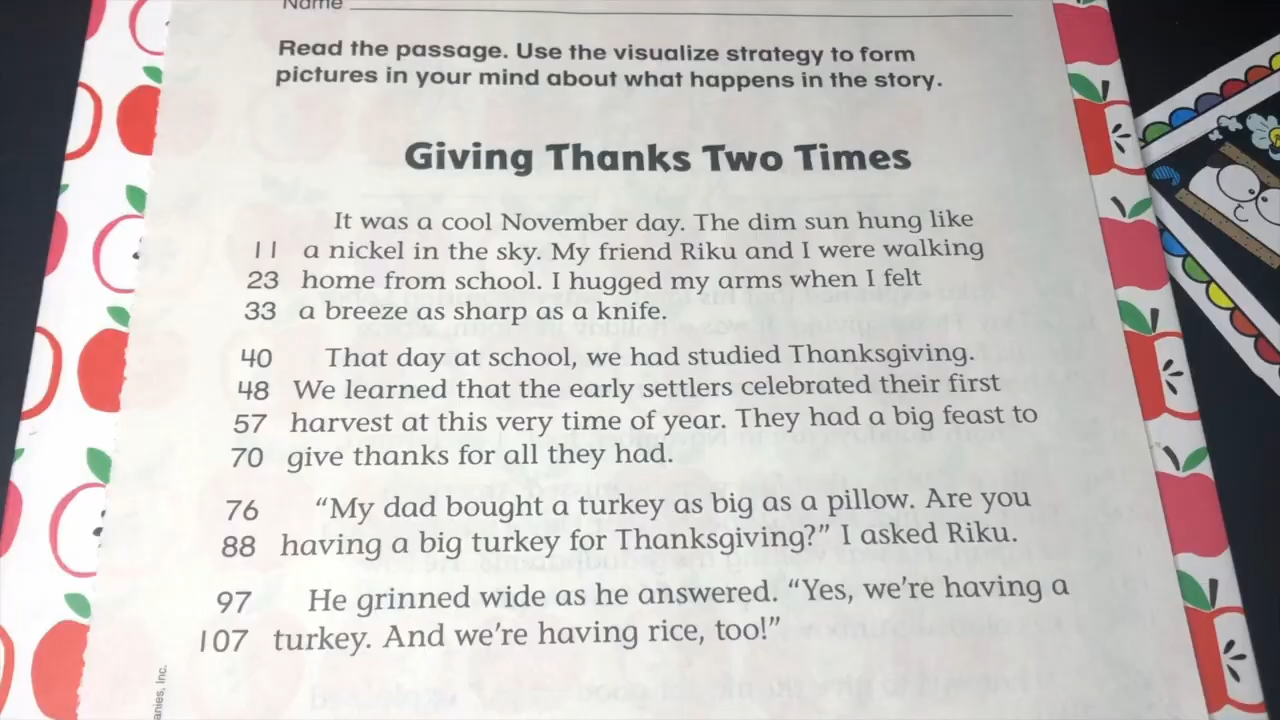 Name
Read the passage. Use the visualize strategy to form
pictures in your mind about what happens in the story.
Giving Thanks Two Times
It was a cool November day. The dim sun hung like
11 a nickel in the sky. My friend Riku and I were walking
23 home from school. I hugged my arms when I felt
33 a breeze as sharp as a knife.
40 That day at school, we had studied Thanksgiving.
48 We learned that the early settlers celebrated their first
57 harvest at this very time of year. They had a big feast to
70 give thanks for all they had.
76 “My dad bought a turkey as big as a pillow. Are you
88 having a big turkey for Thanksgiving?” I asked Riku.
97 He grinned wide as he answered. “Yes, we’re having a
107 turkey. And we’re having rice, too!”
Inc.